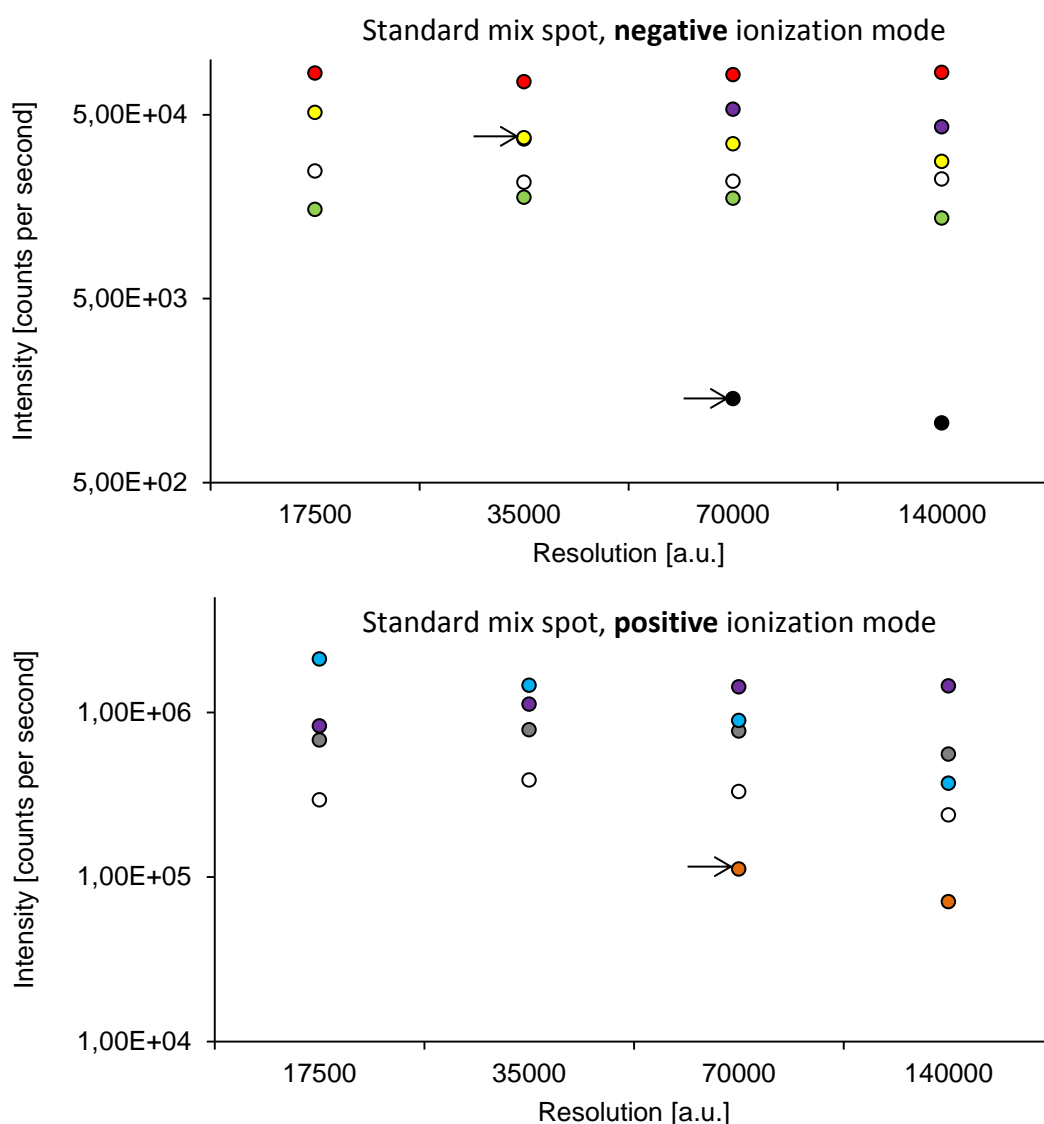 Standard mix spot, negative ionization mode
Intensity [counts per second]
5,00E+04
5,00E+03
5,00E+02
17500 35000 70000 140000
Resolution [a.u.]
Standard mix spot, positive ionization mode
Intensity [counts per second]
1,00E+06
1,00E+05
1,00E+04
17500 35000 70000 140000
Resolution [a.u.]